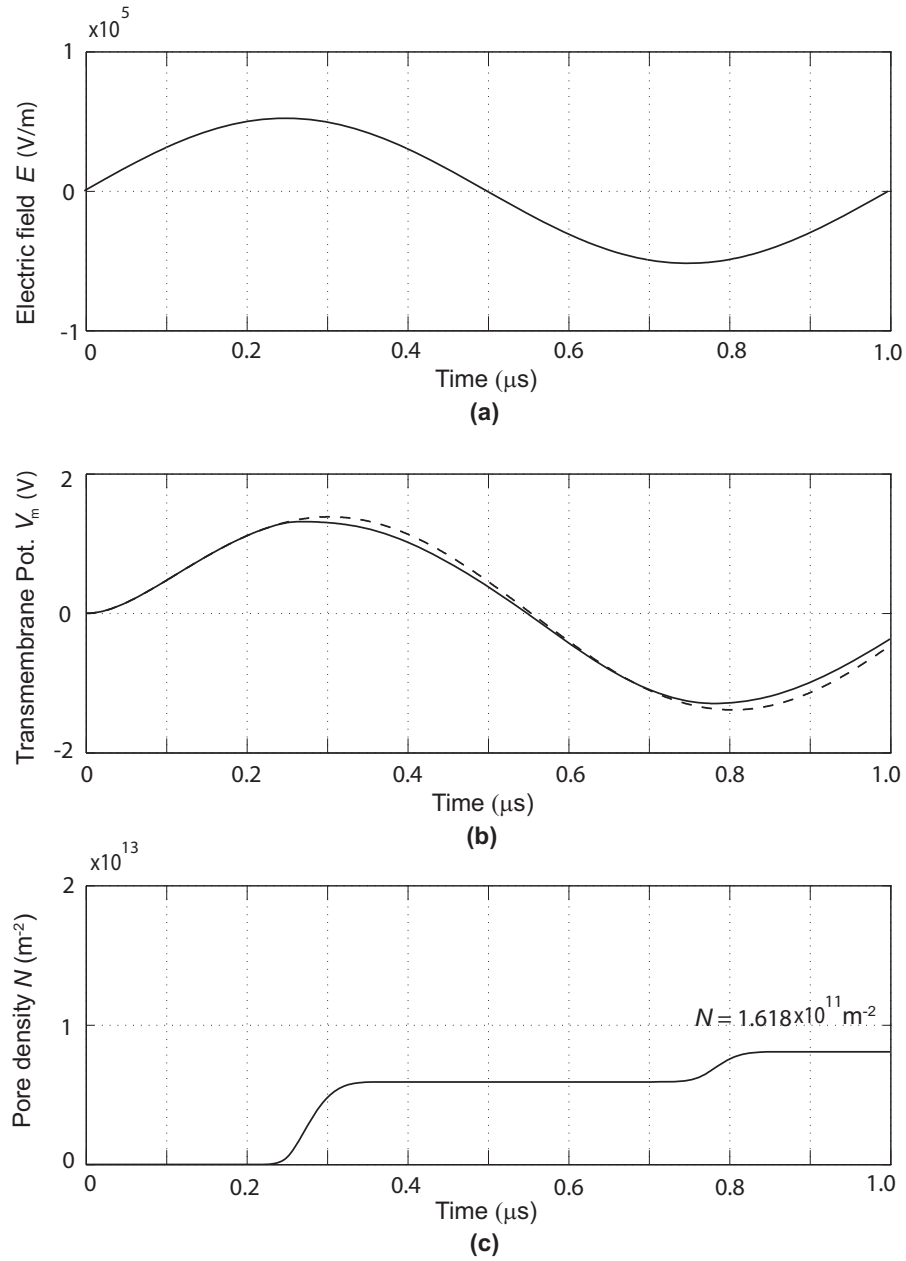 x10^5
1
0
-1
Electric field E (V/m)
0 0.2 0.4 0.6 0.8 1.0
Time (μs)
(a)
2
0
-2
Transmembrane Pot. V_m (V)
0 0.2 0.4 0.6 0.8 1.0
Time (μs)
(b)
x10^13
2
1
0
Pore density N (m^-2)
N = 1.618x10^11 m^-2
0 0.2 0.4 0.6 0.8 1.0
Time (μs)
(c)